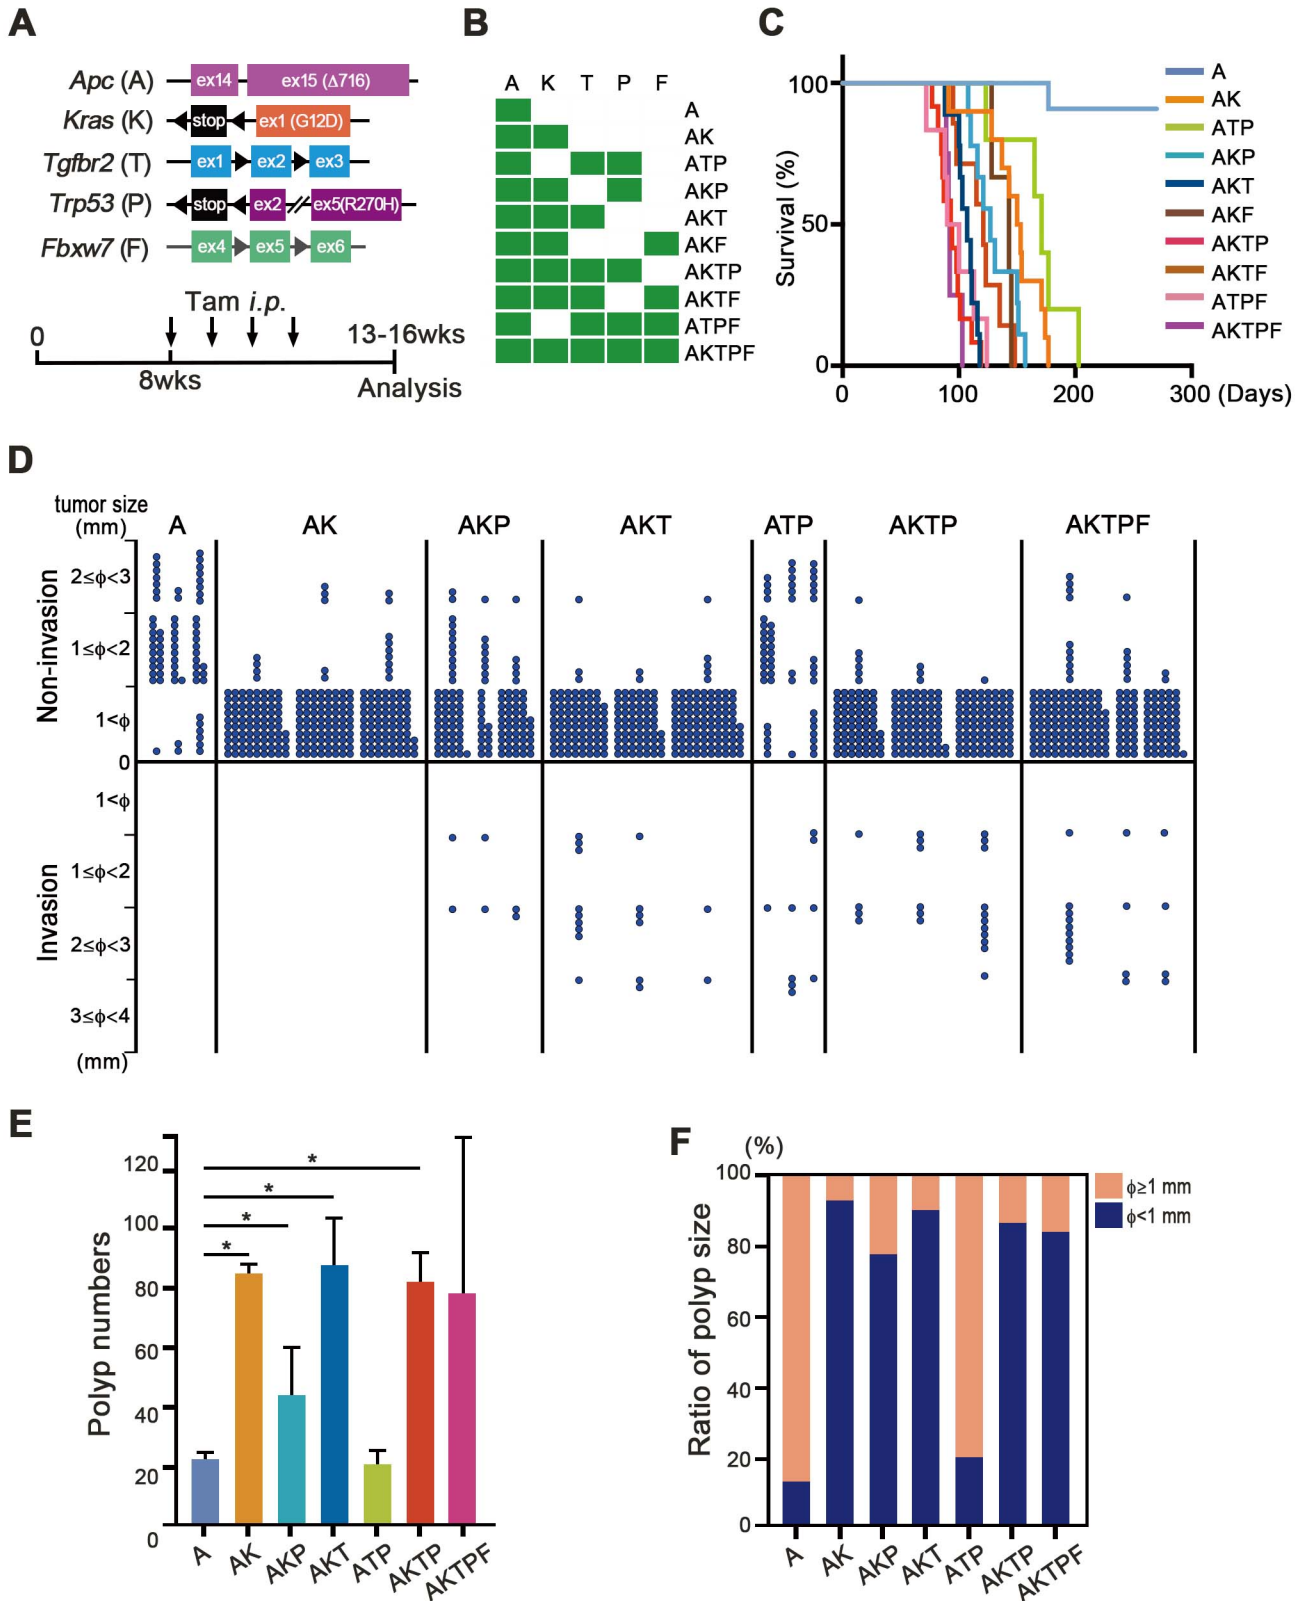 A
Apc (A) ex14 ex15 (Δ716)
Kras (K) stop ex1 (G12D)
Tgfbr2 (T) ex1 ex2 ex3
Trp53 (P) stop ex2 ex5(R270H)
Fbxw7 (F) ex4 ex5 ex6
Tam i.p.
0 13-16wks
8wks Analysis
B
A K T P F
A
AK
ATP
AKP
AKT
AKF
AKTP
AKTF
ATPF
AKTPF
C
Survival (%)
100
50
0
0 100 200 300 (Days)
A
AK
ATP
AKP
AKT
AKF
AKTP
AKTF
ATPF
AKTPF
D
tumor size
(mm)
A AK AKP AKT ATP AKTP AKTPF
Non-invasion
2≤ϕ<3
1≤ϕ<2
1<ϕ
0
Invasion
1<ϕ
1≤ϕ<2
2≤ϕ<3
3≤ϕ<4
(mm)
E
Polyp numbers
120
100
80
60
40
20
0
* * * *
A AK AKP AKT ATP AKTP AKTPF
F
(%)
Ratio of polyp size
100
80
60
40
20
0
A AK AKP AKT ATP AKTP AKTPF
ϕ≥1 mm
ϕ<1 mm